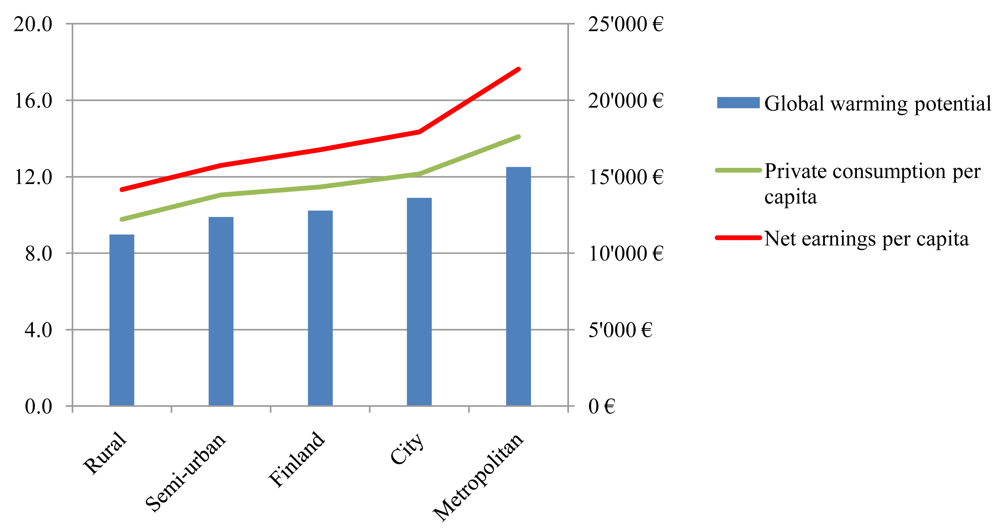 20.0
16.0
12.0
8.0
4.0
0.0
25'000 €
20'000 €
15'000 €
10'000 €
5'000 €
0 €
Rural
Semi-urban
Finland
City
Metropolitan
Global warming potential
Private consumption per
capita
Net earnings per capita